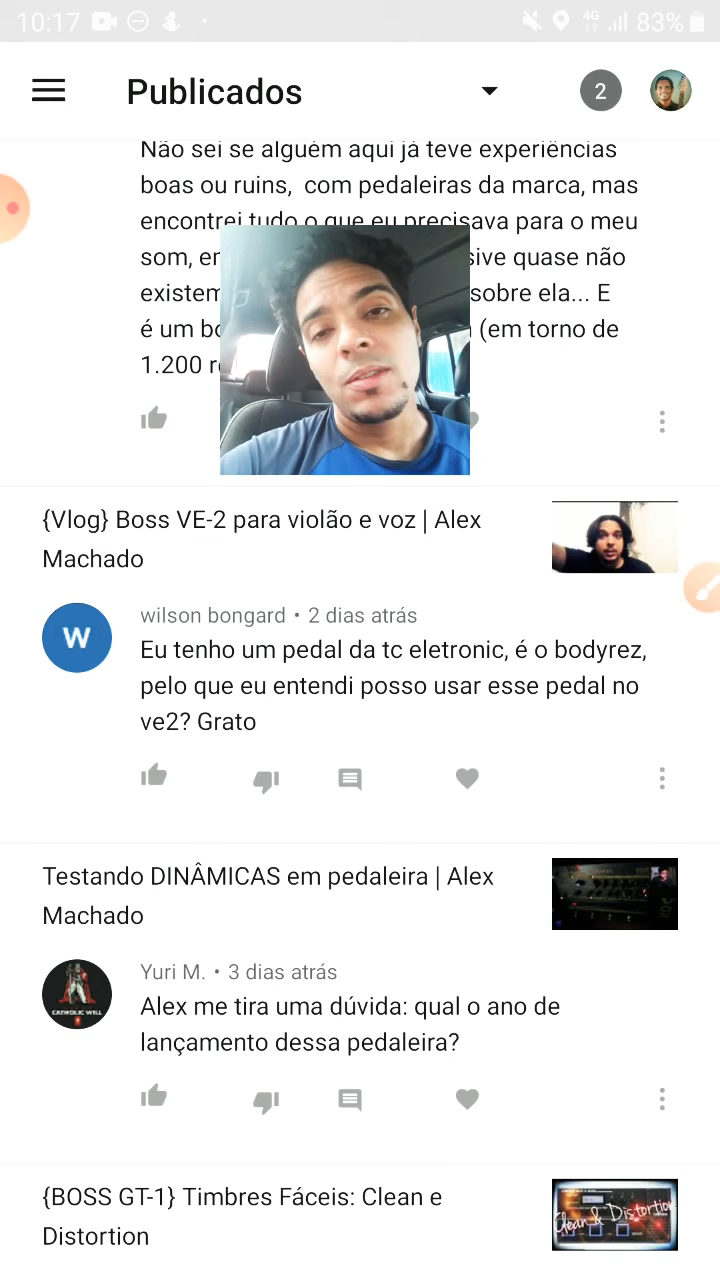 10:17 4G 83%
Publicados 2
Não sei se alguém aqui já teve experiências
boas ou ruins, com pedaleiras da marca, mas
encontrei tudo o que eu precisava para o meu
som, sive quase não
existem sobre ela... E
é um (em torno de
1.200
{Vlog} Boss VE-2 para violão e voz | Alex
Machado
W
wilson bongard • 2 dias atrás
Eu tenho um pedal da tc eletronic, é o bodyrez,
pelo que eu entendi posso usar esse pedal no
ve2? Grato
Testando DINÂMICAS em pedaleira | Alex
Machado
CATHOLIC WILL
Yuri M. • 3 dias atrás
Alex me tira uma dúvida: qual o ano de
lançamento dessa pedaleira?
{BOSS GT-1} Timbres Fáceis: Clean e
Distortion
Clean & Distortion